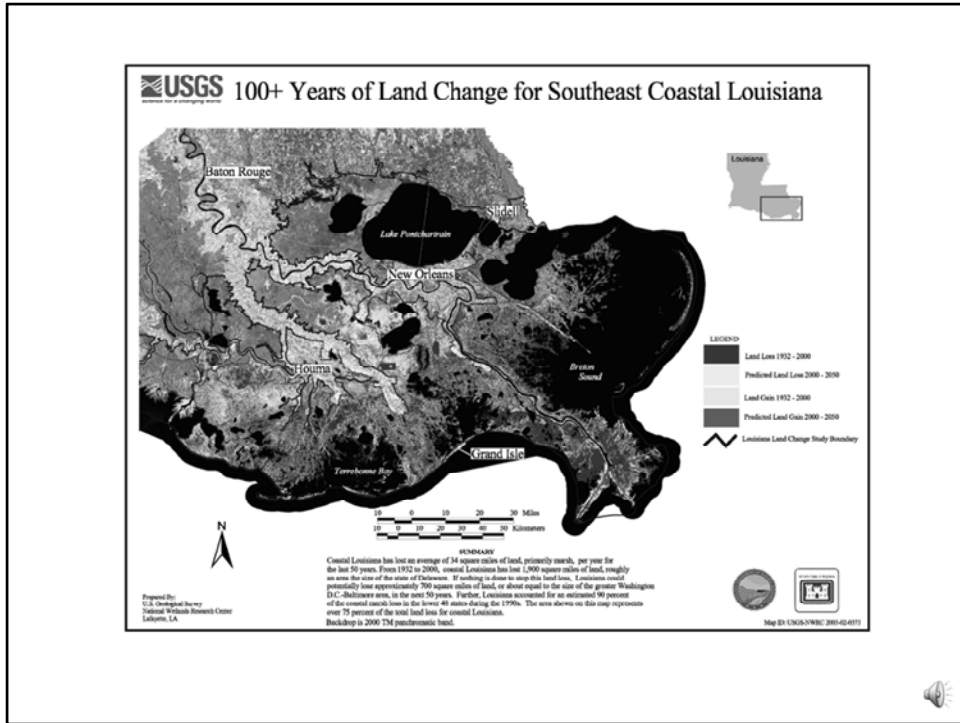 USGS
science for a changing world
100+ Years of Land Change for Southeast Coastal Louisiana
Louisiana
Baton Rouge
Slidell
Lake Pontchartrain
New Orleans
Breton
Sound
Houma
Grand Isle
Terrebonne Bay
LEGEND
Land Loss 1932 - 2000
Predicted Land Loss 2000 - 2050
Land Gain 1932 - 2000
Predicted Land Gain 2000 - 2050
Louisiana Land Change Study Boundary
N
10 0 10 20 30 Miles
10 0 10 20 30 40 50 Kilometers
SUMMARY
Coastal Louisiana has lost an average of 34 square miles of land, primarily marsh, per year for
the last 50 years. From 1932 to 2000, coastal Louisiana has lost 1,900 square miles of land, roughly
an area the size of the state of Delaware. If nothing is done to stop this land loss, Louisiana could
potentially lose approximately 700 square miles of land, or about equal to the size of the greater Washington
D.C.-Baltimore area, in the next 50 years. Further, Louisiana accounted for an estimated 90 percent
of the coastal marsh loss in the lower 48 states during the 1990s. The area shown on this map represents
over 75 percent of the total land loss for coastal Louisiana.
Backdrop is 2000 TM panchromatic band.
Prepared By:
U.S. Geological Survey
National Wetlands Research Center
Lafayette, LA
Map ID: USGS-NWRC 2003-02-0373